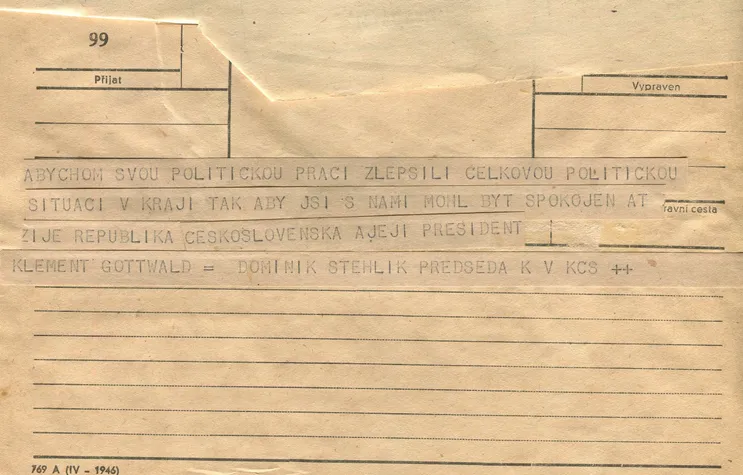 99
Přijat
Vypraven
ABYCHOM SVOU POLITICKOU PRACI ZLEPSILI CELKOVOU POLITICKOU
SITUACI V KRAJI TAK ABY JSI S NAMI MOHL BYT SPOKOJEN AT
ravní cesta
ZIJE REPUBLIKA CESKOSLOVENSKA AJEJI PRESIDENT
KLEMENT GOTTWALD = DOMINIK STEHLIK PREDSEDA K V KCS ++
769 A (IV - 1946)